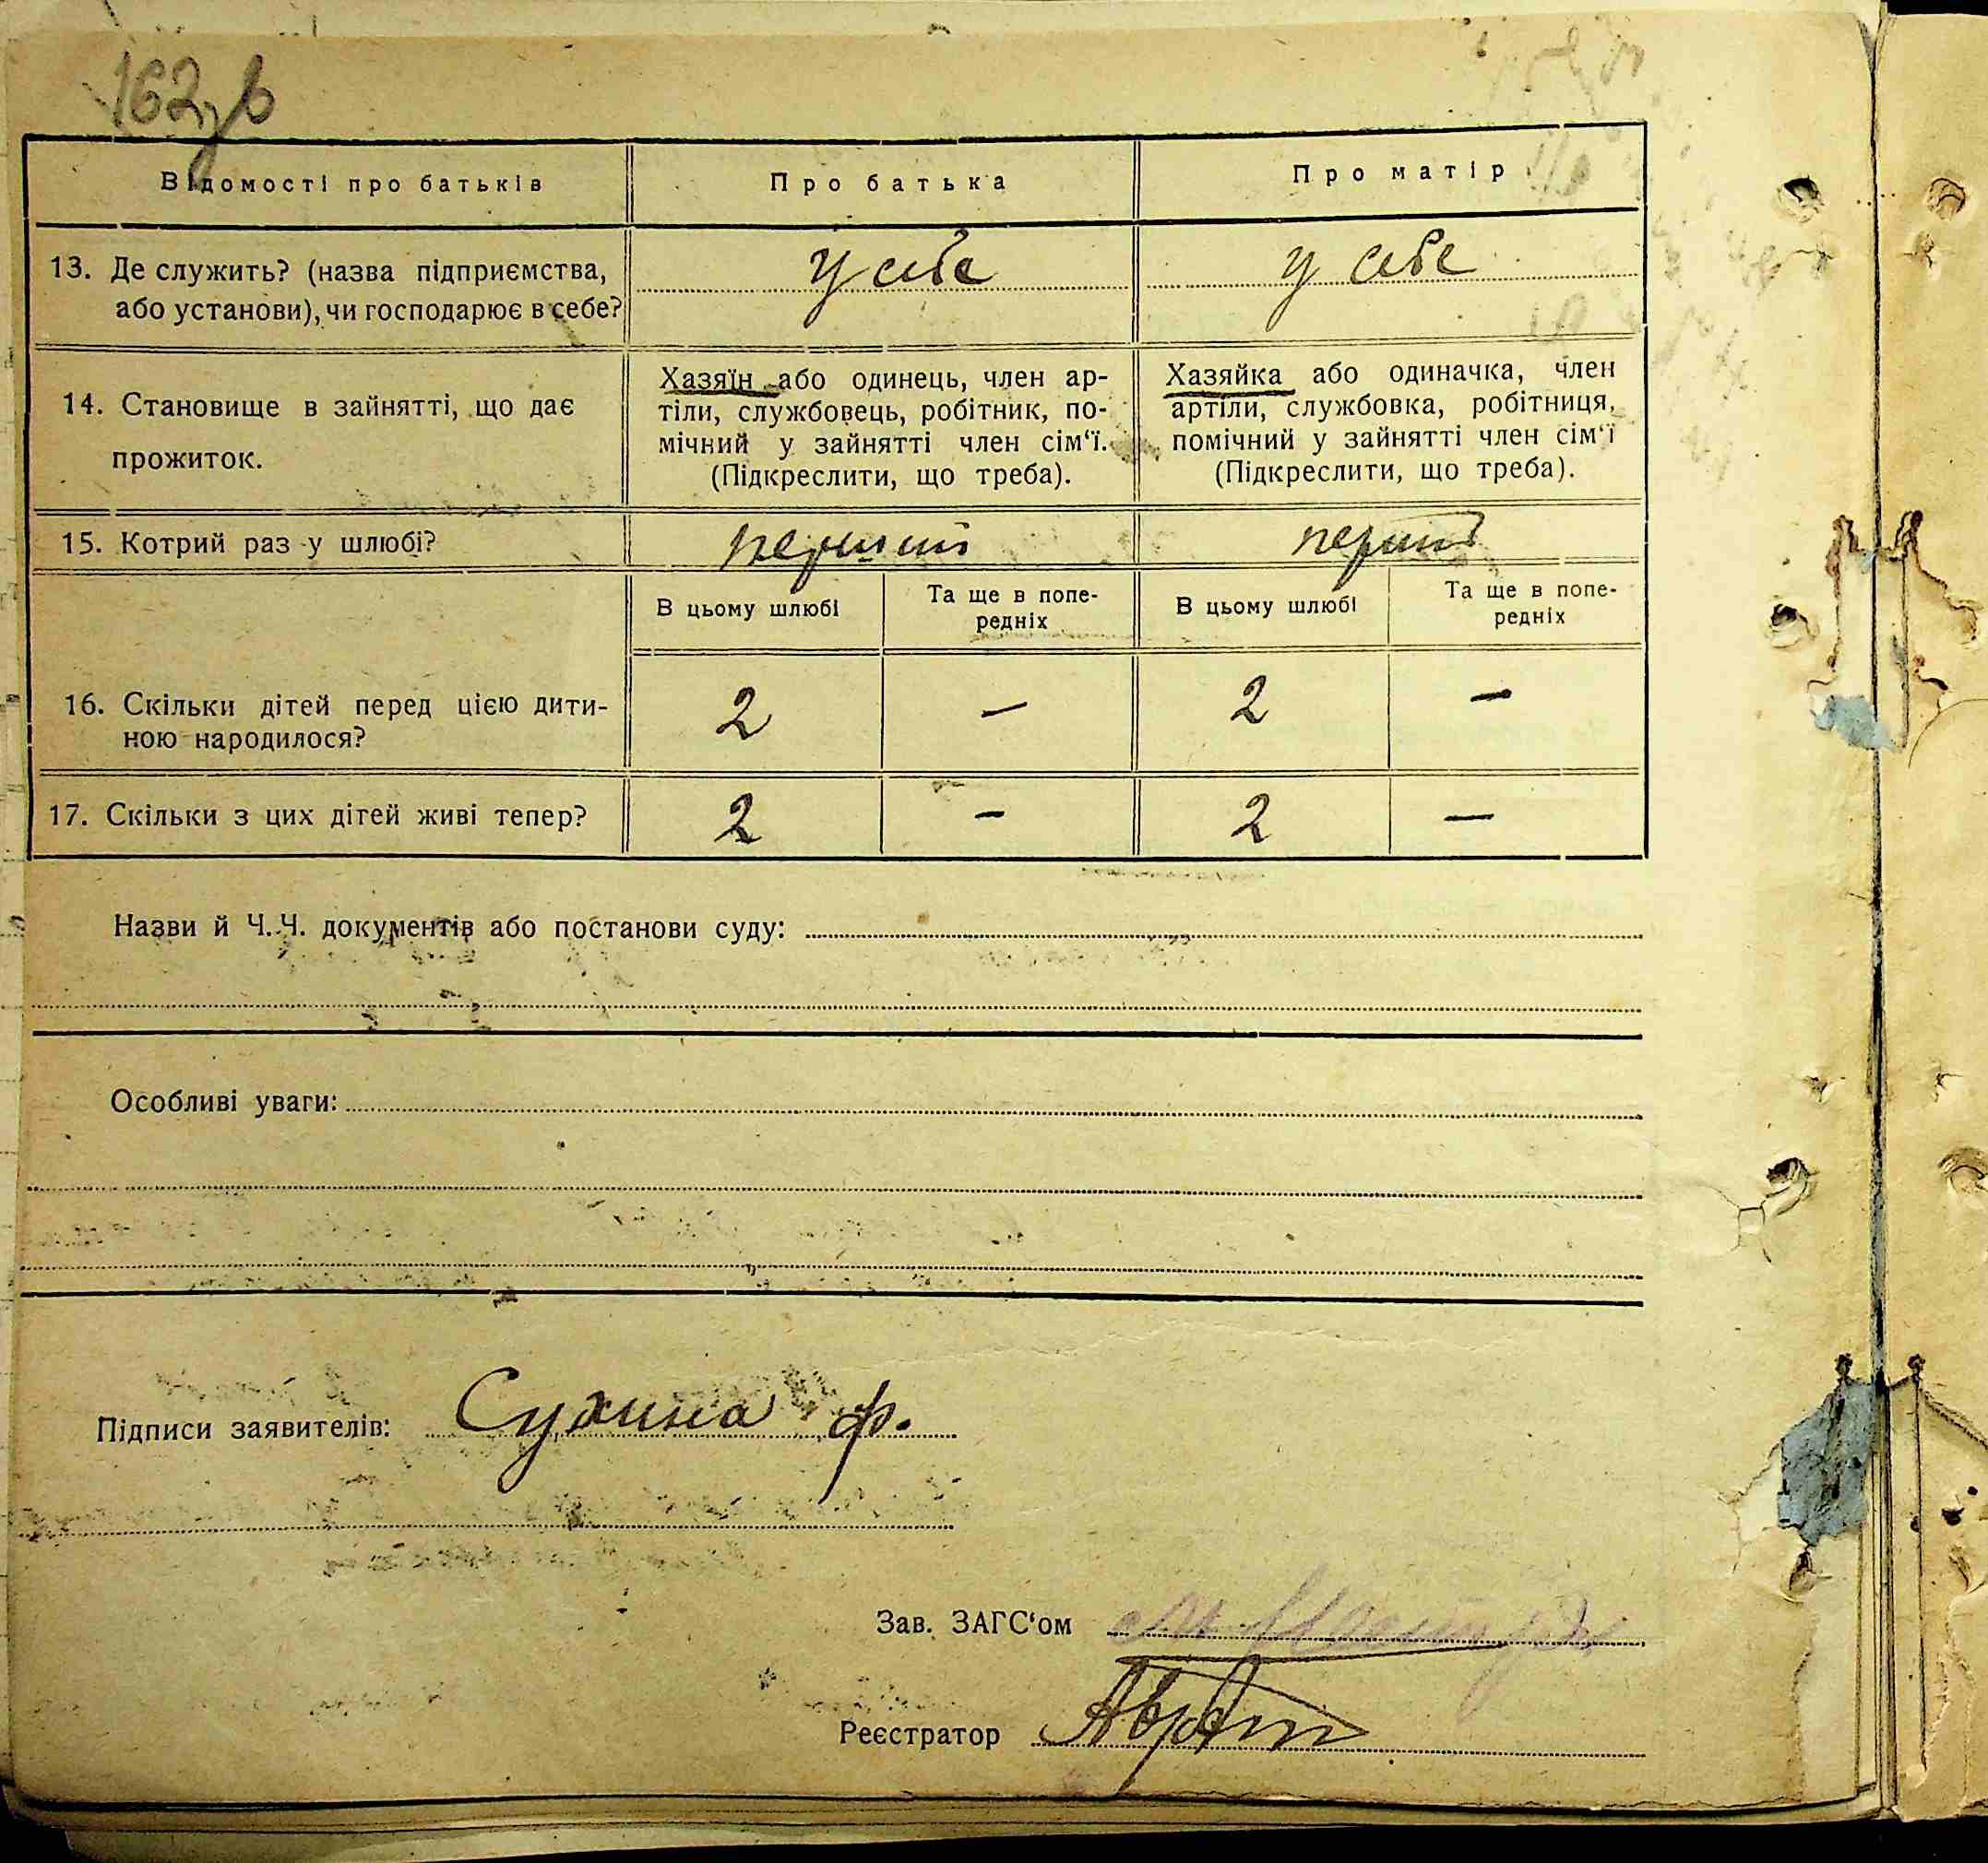 162 зв
Відомості про батьків
Про батька
Про матір
13. Де служить? (назва підприємства,
або установи), чи господарює в себе?
у себе
у себе
14. Становище в зайнятті, що дає
прожиток.
Хазяїн або одинець, член ар-
тіли, службовець, робітник, по-
мічний у зайнятті член сім‘ї.
(Підкреслити, що треба).
Хазяйка або одиначка, член
артіли, службовка, робітниця,
помічний у зайнятті член сім‘ї
(Підкреслити, що треба).
15. Котрий раз у шлюбі?
перший
перший
В цьому шлюбі
Та ще в попе-
редніх
В цьому шлюбі
Та ще в попе-
редніх
16. Скільки дітей перед цією дити-
ною народилося?
2
—
2
—
17. Скільки з цих дітей живі тепер?
2
—
2
—
Назви й Ч.Ч. документів або постанови суду:
Особливі уваги:
Підписи заявителів: Сухина Ф.
Зав. ЗАГС‘ом
Реєстратор